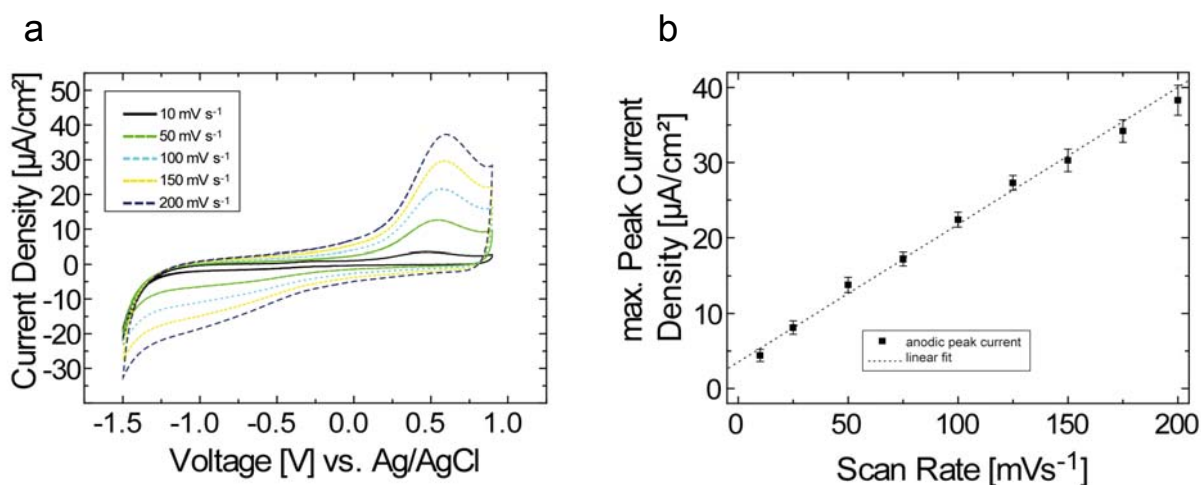 a
b
Current Density [µA/cm²]
50
40
30
20
10
0
-10
-20
-30
10 mV s⁻¹
50 mV s⁻¹
100 mV s⁻¹
150 mV s⁻¹
200 mV s⁻¹
-1.5 -1.0 -0.5 0.0 0.5 1.0
Voltage [V] vs. Ag/AgCl
max. Peak Current
Density [µA/cm²]
40
30
20
10
0
anodic peak current
linear fit
0 50 100 150 200
Scan Rate [mVs⁻¹]